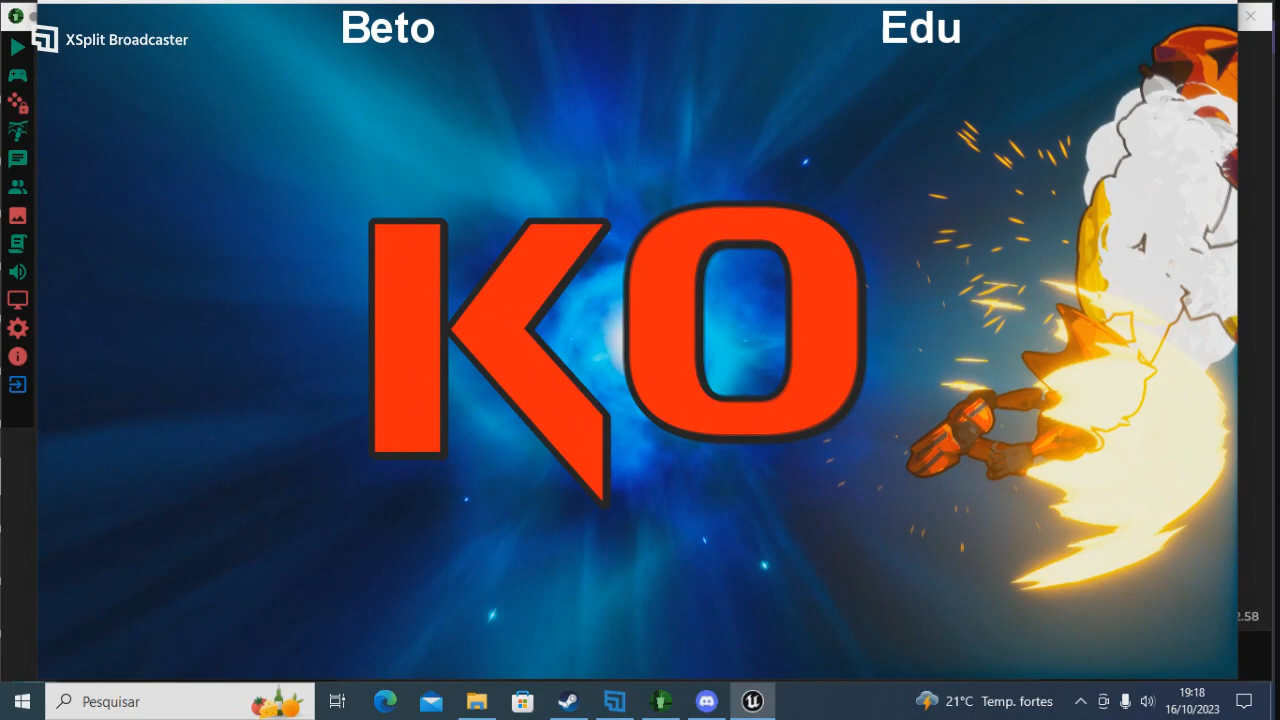 Beto
Edu
XSplit Broadcaster
KO
2.58
Pesquisar
21°C Temp. fortes
19:18
16/10/2023